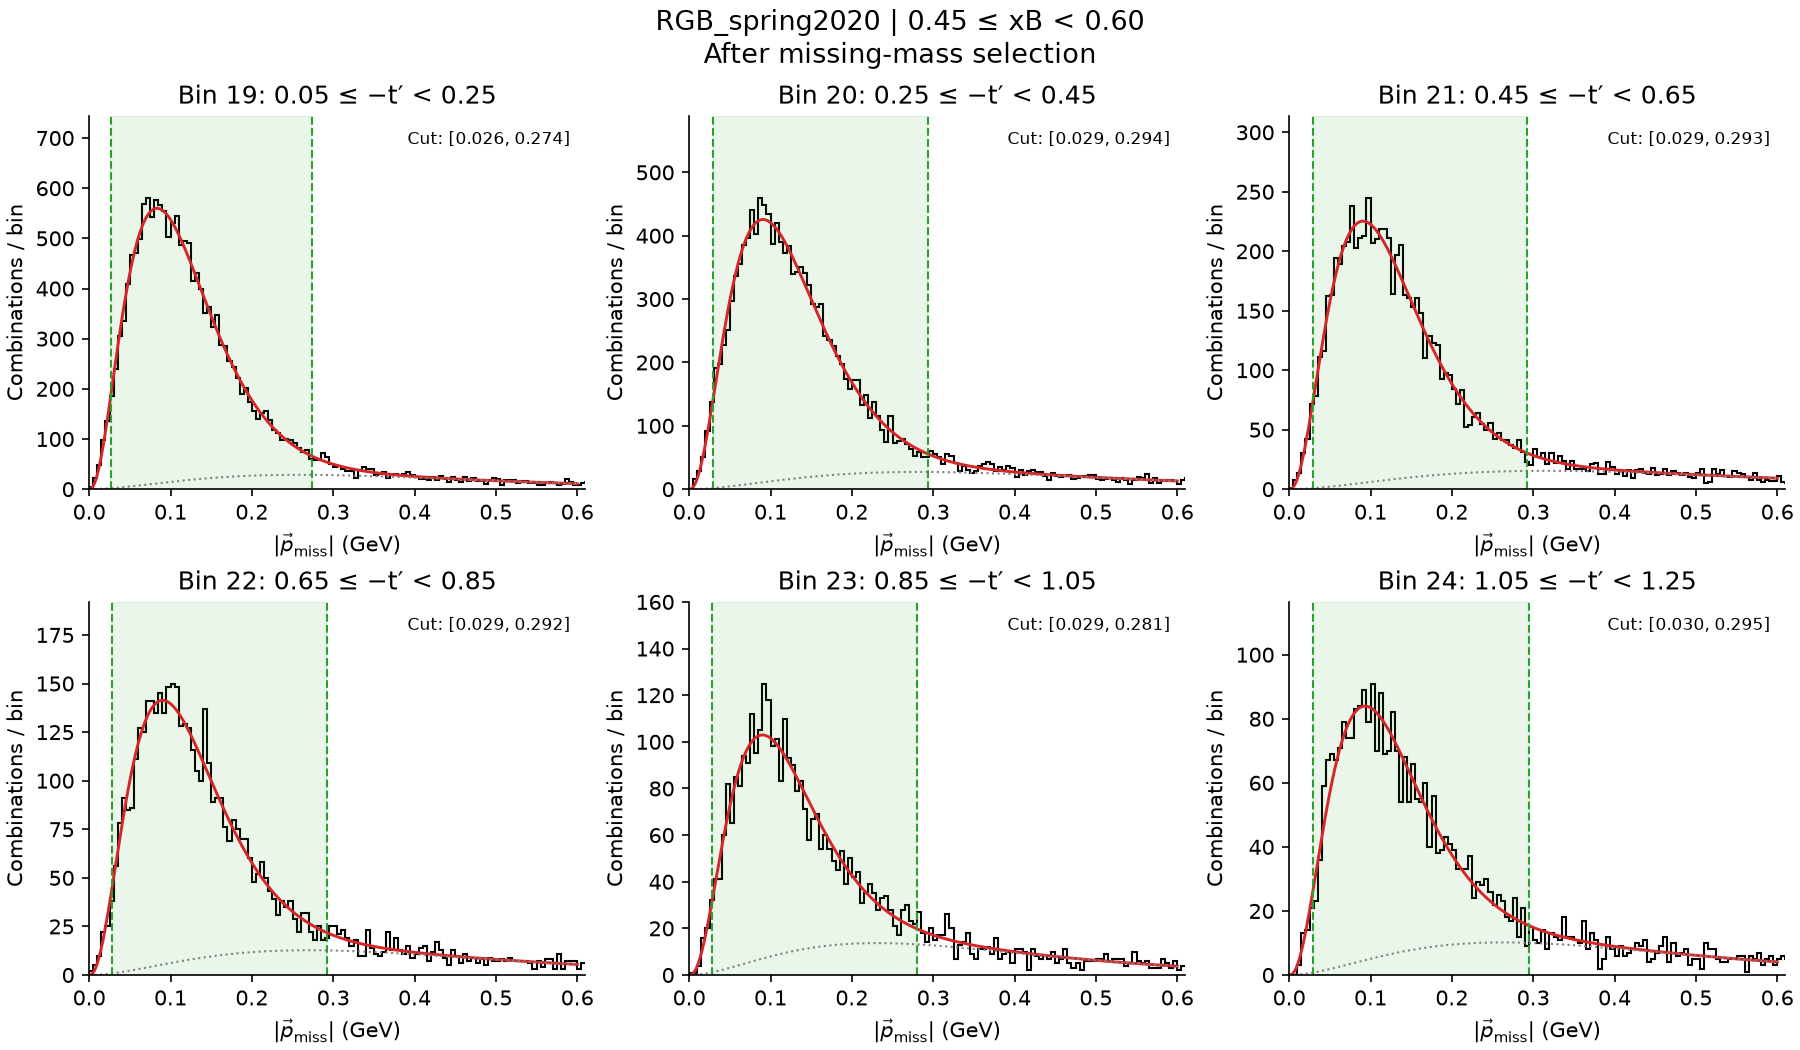 RGB_spring2020 | 0.45 ≤ xB < 0.60
After missing-mass selection
Bin 19: 0.05 ≤ −t′ < 0.25
Cut: [0.026, 0.274]
Combinations / bin
700
600
500
400
300
200
100
0
0.0 0.1 0.2 0.3 0.4 0.5 0.6
|p⃗miss| (GeV)
Bin 20: 0.25 ≤ −t′ < 0.45
Cut: [0.029, 0.294]
Combinations / bin
500
400
300
200
100
0
0.0 0.1 0.2 0.3 0.4 0.5 0.6
|p⃗miss| (GeV)
Bin 21: 0.45 ≤ −t′ < 0.65
Cut: [0.029, 0.293]
Combinations / bin
300
250
200
150
100
50
0
0.0 0.1 0.2 0.3 0.4 0.5 0.6
|p⃗miss| (GeV)
Bin 22: 0.65 ≤ −t′ < 0.85
Cut: [0.029, 0.292]
Combinations / bin
175
150
125
100
75
50
25
0
0.0 0.1 0.2 0.3 0.4 0.5 0.6
|p⃗miss| (GeV)
Bin 23: 0.85 ≤ −t′ < 1.05
Cut: [0.029, 0.281]
Combinations / bin
160
140
120
100
80
60
40
20
0
0.0 0.1 0.2 0.3 0.4 0.5 0.6
|p⃗miss| (GeV)
Bin 24: 1.05 ≤ −t′ < 1.25
Cut: [0.030, 0.295]
Combinations / bin
100
80
60
40
20
0
0.0 0.1 0.2 0.3 0.4 0.5 0.6
|p⃗miss| (GeV)